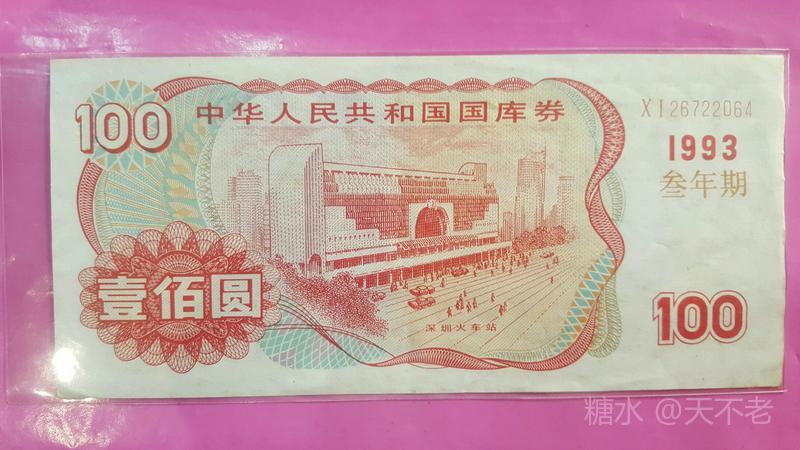 100
中华人民共和国国库券
XI26722064
1993
叁年期
壹佰圆
深圳火车站
100
糖水 @天不老